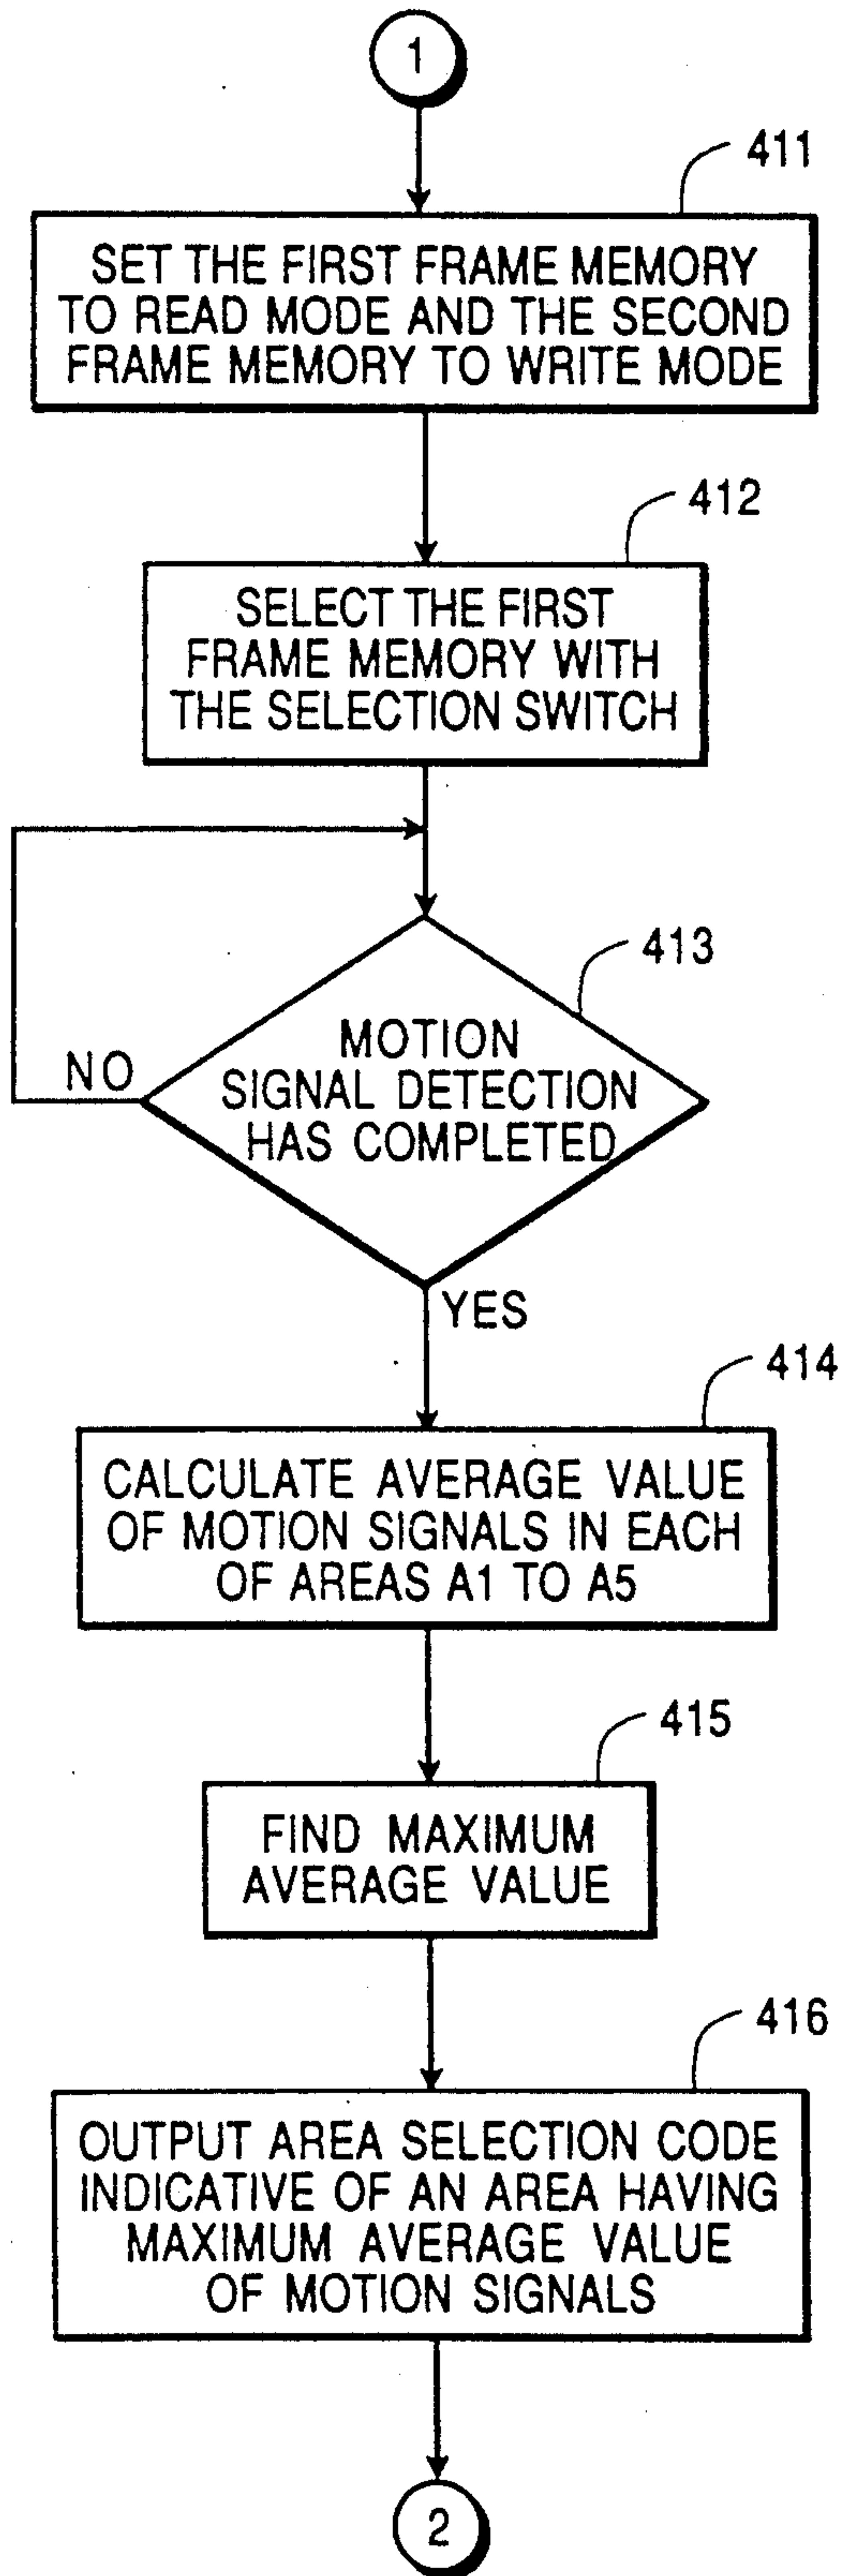 1
411
SET THE FIRST FRAME MEMORY
TO READ MODE AND THE SECOND
FRAME MEMORY TO WRITE MODE
412
SELECT THE FIRST
FRAME MEMORY WITH
THE SELECTION SWITCH
413
MOTION
SIGNAL DETECTION
HAS COMPLETED
NO
YES
414
CALCULATE AVERAGE VALUE
OF MOTION SIGNALS IN EACH
OF AREAS A1 TO A5
415
FIND MAXIMUM
AVERAGE VALUE
416
OUTPUT AREA SELECTION CODE
INDICATIVE OF AN AREA HAVING
MAXIMUM AVERAGE VALUE
OF MOTION SIGNALS
2